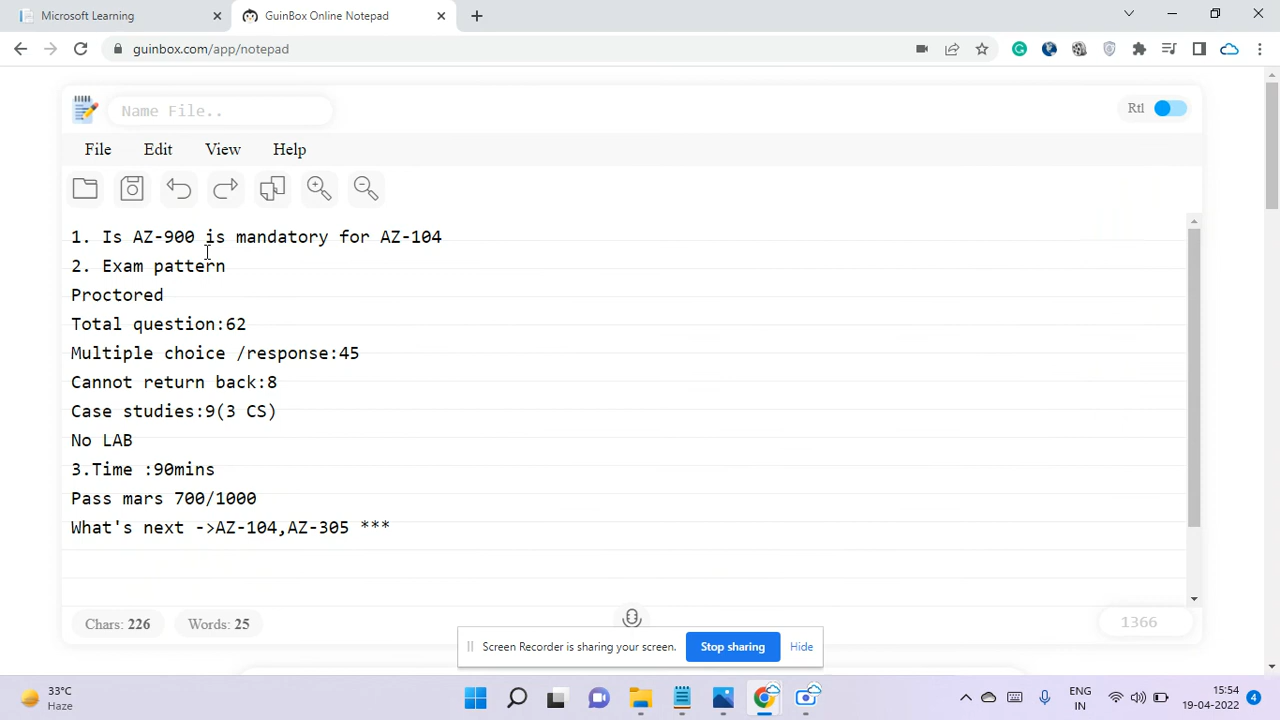 Microsoft Learning
GuinBox Online Notepad
guinbox.com/app/notepad
Name File..
Rtl
File Edit View Help
1. Is AZ-900 is mandatory for AZ-104
2. Exam pattern
Proctored
Total question:62
Multiple choice /response:45
Cannot return back:8
Case studies:9(3 CS)
No LAB
3.Time :90mins
Pass mars 700/1000
What's next ->AZ-104,AZ-305 ***
Chars: 226 Words: 25
1366
Screen Recorder is sharing your screen. Stop sharing Hide
33°C
Haze
ENG
IN
15:54
19-04-2022
4